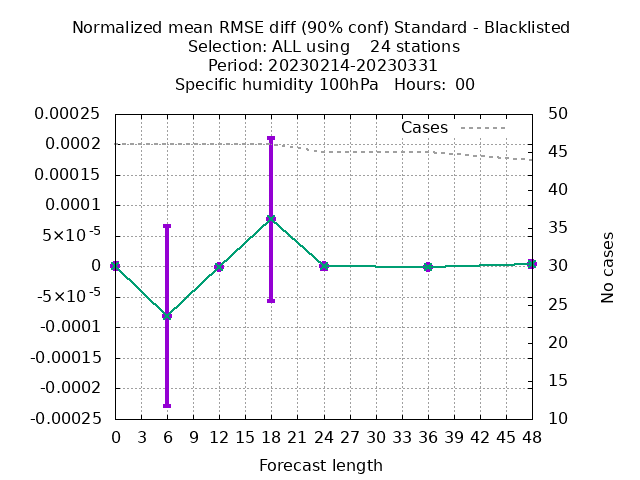 Normalized mean RMSE diff (90% conf) Standard - Blacklisted
Selection: ALL using    24 stations
Period: 20230214-20230331
Specific humidity 100hPa   Hours:  00
Cases
0.00025
0.0002
0.00015
0.0001
5×10⁻⁵
0
-5×10⁻⁵
-0.0001
-0.00015
-0.0002
-0.00025
50
45
40
35
30
25
20
15
10
No cases
0 3 6 9 12 15 18 21 24 27 30 33 36 39 42 45 48
Forecast length